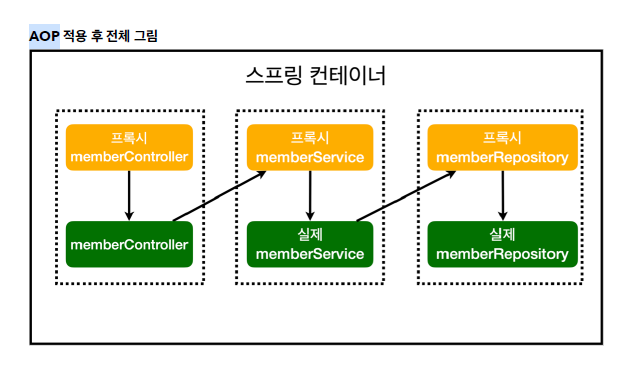 AOP 적용 후 전체 그림
스프링 컨테이너
프록시
memberController
프록시
memberService
프록시
memberRepository
memberController
실제
memberService
실제
memberRepository